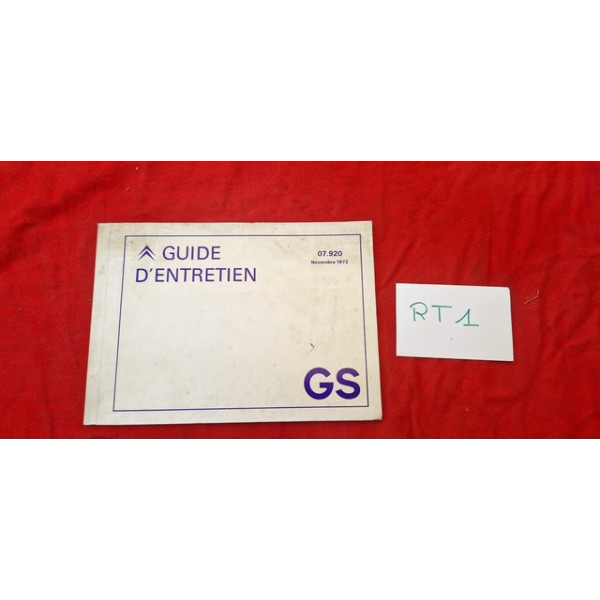 GUIDE
D'ENTRETIEN
07.920
Novembre 1972
GS
RT1